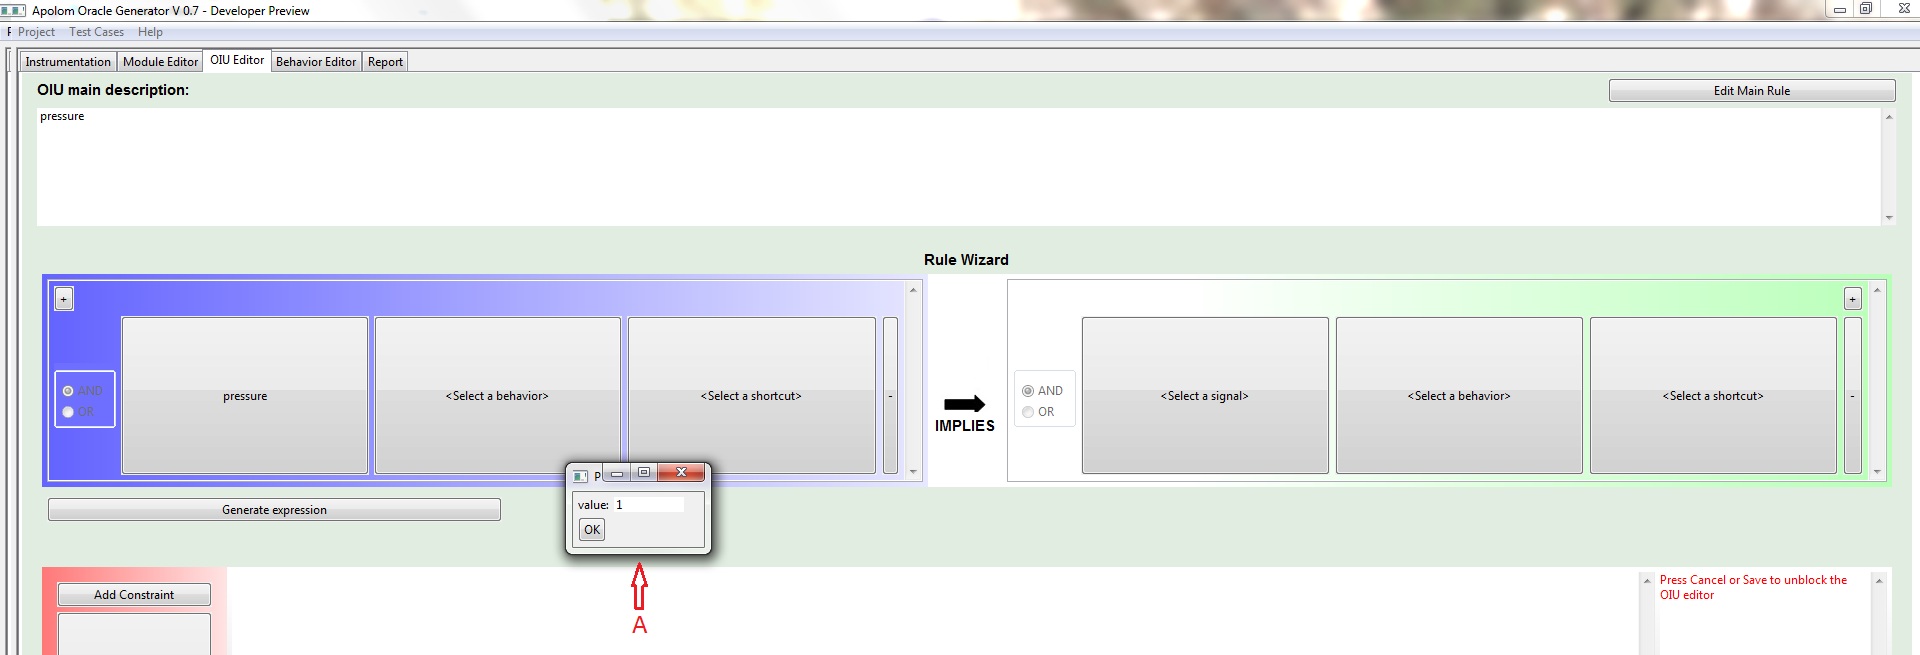 Apolom Oracle Generator V 0.7 - Developer Preview
Project Test Cases Help
Instrumentation Module Editor OIU Editor Behavior Editor Report
OIU main description:
Edit Main Rule
pressure
Rule Wizard
+
+
AND
OR
pressure
<Select a behavior>
<Select a shortcut>
-
IMPLIES
AND
OR
<Select a signal>
<Select a behavior>
<Select a shortcut>
-
P
value: 1
OK
Generate expression
A
Add Constraint
Press Cancel or Save to unblock the
OIU editor